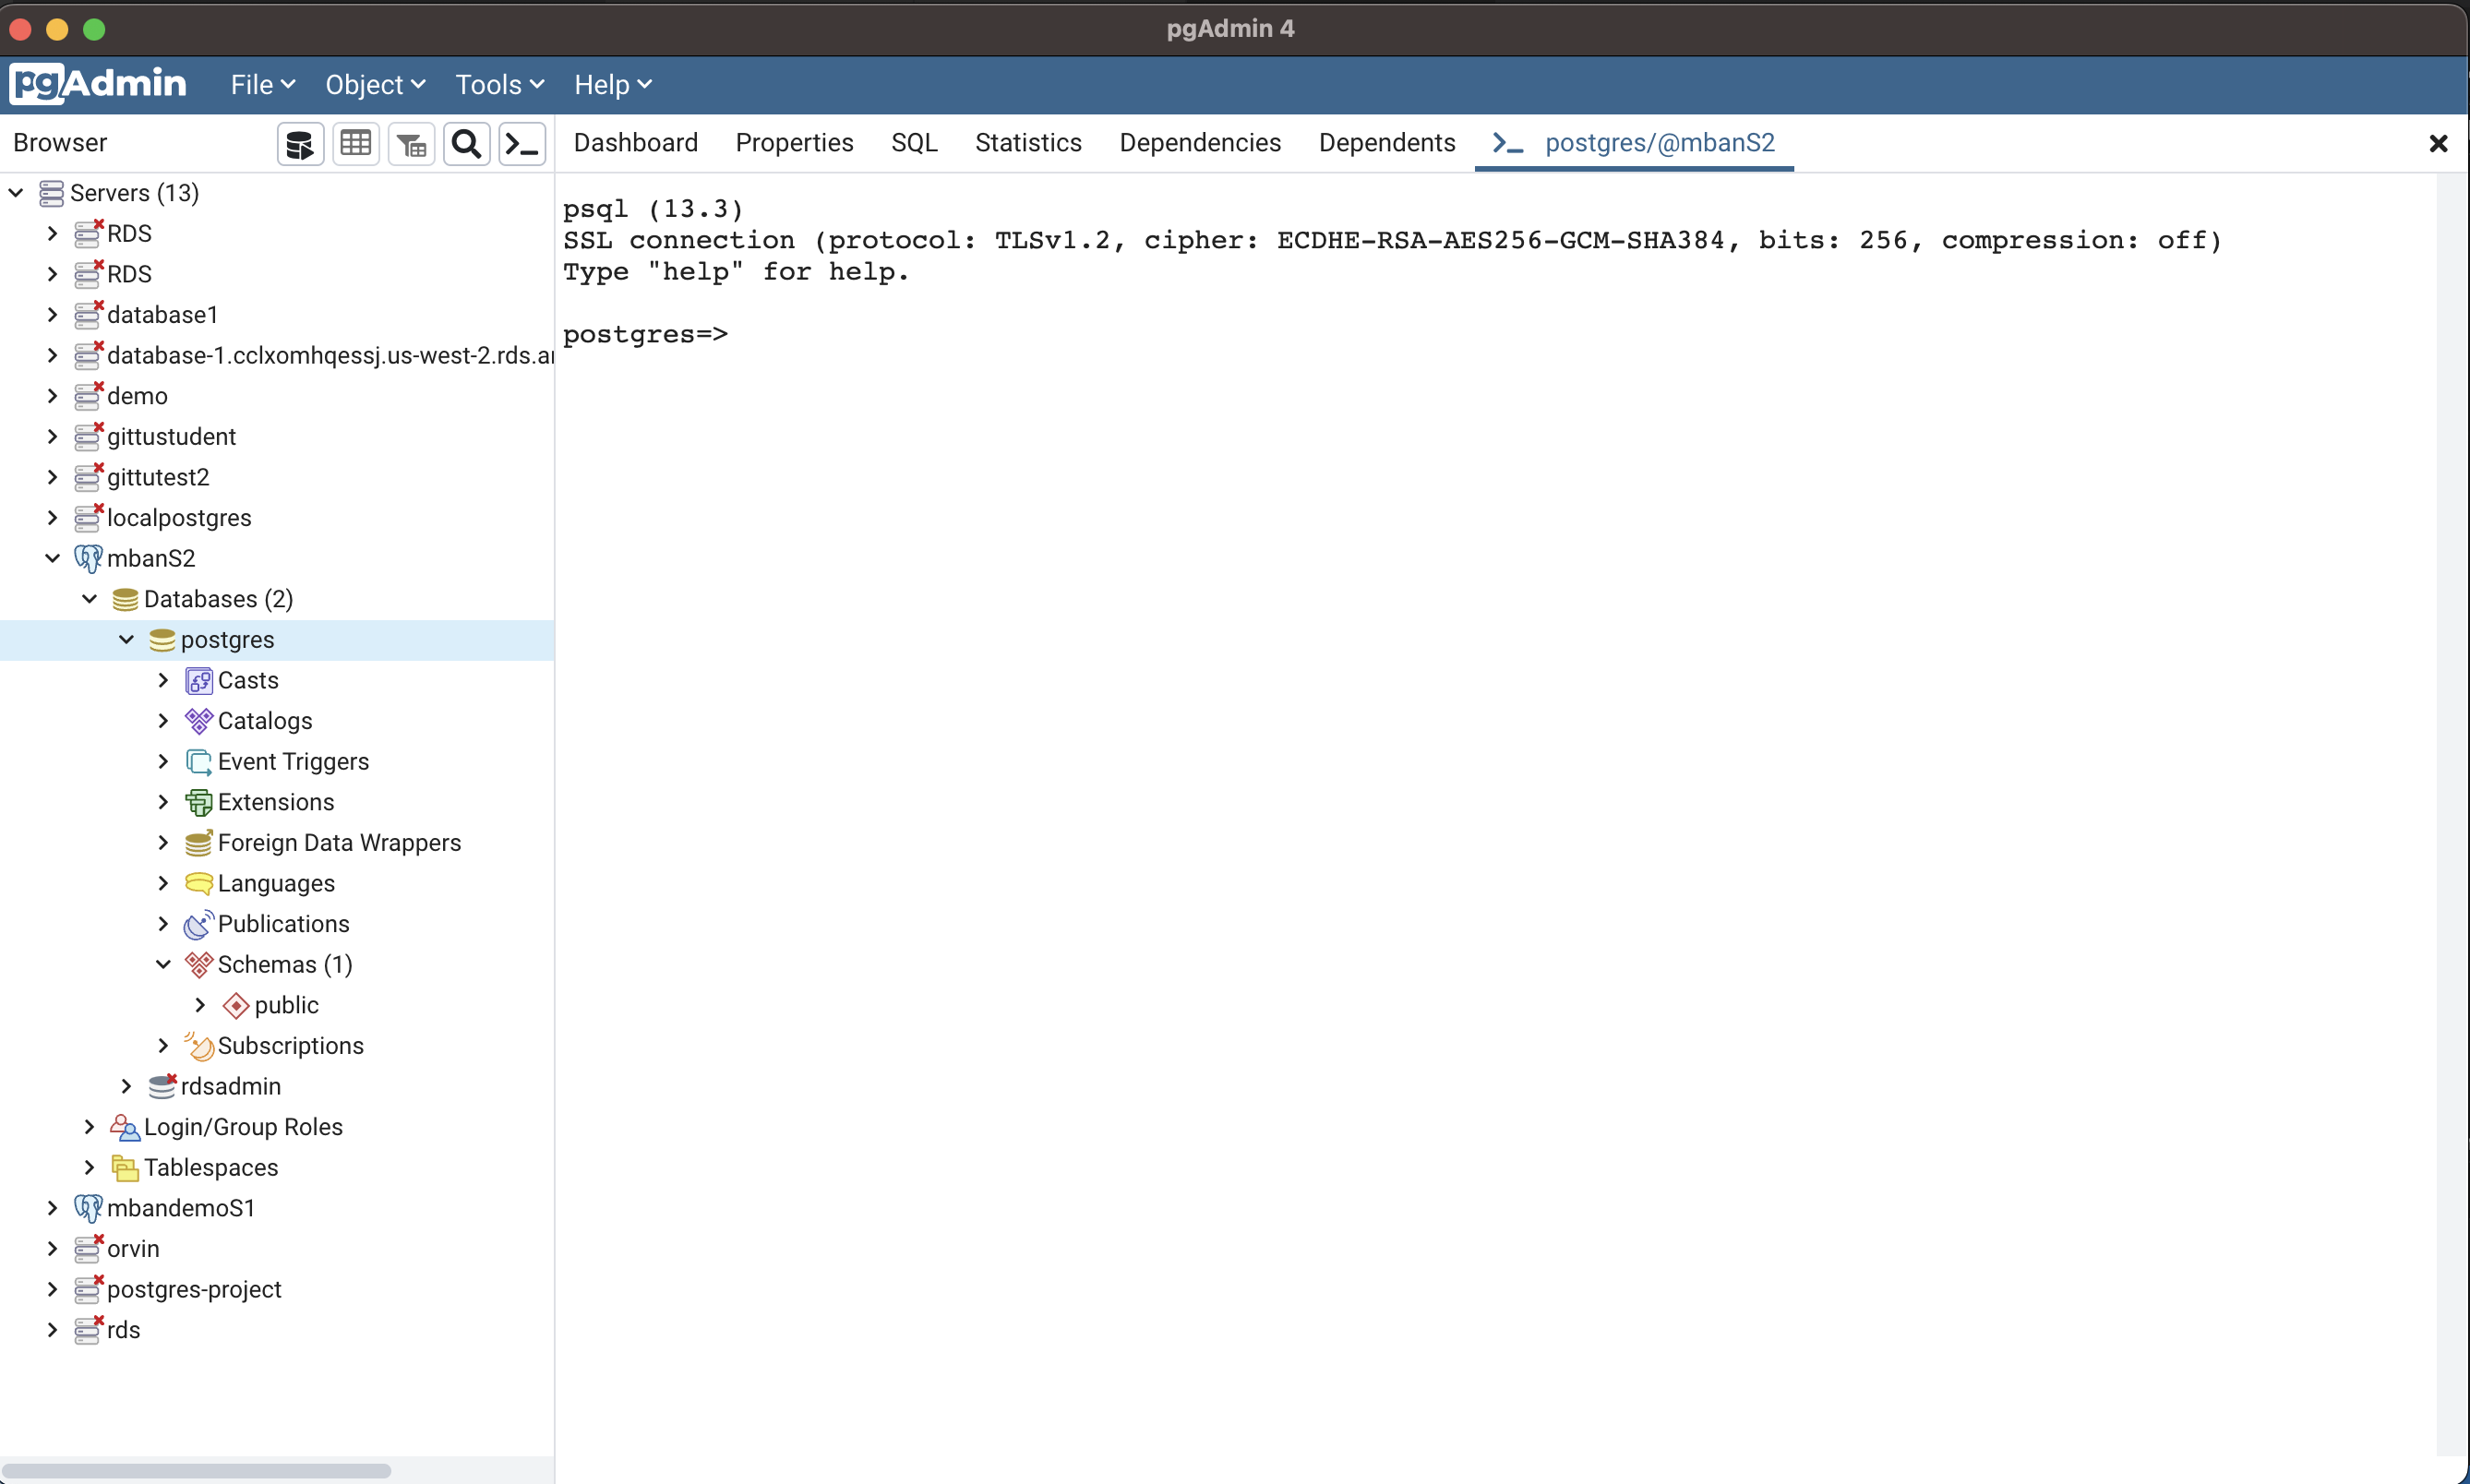 pgAdmin 4
pgAdmin File Object Tools Help
Browser
Dashboard Properties SQL Statistics Dependencies Dependents postgres/@mbanS2
Servers (13)
RDS
RDS
database1
database-1.cclxomhqessj.us-west-2.rds.a
demo
gittustudent
gittutest2
localpostgres
mbanS2
Databases (2)
postgres
Casts
Catalogs
Event Triggers
Extensions
Foreign Data Wrappers
Languages
Publications
Schemas (1)
public
Subscriptions
rdsadmin
Login/Group Roles
Tablespaces
mbandemoS1
orvin
postgres-project
rds
psql (13.3)
SSL connection (protocol: TLSv1.2, cipher: ECDHE-RSA-AES256-GCM-SHA384, bits: 256, compression: off)
Type "help" for help.
postgres=>